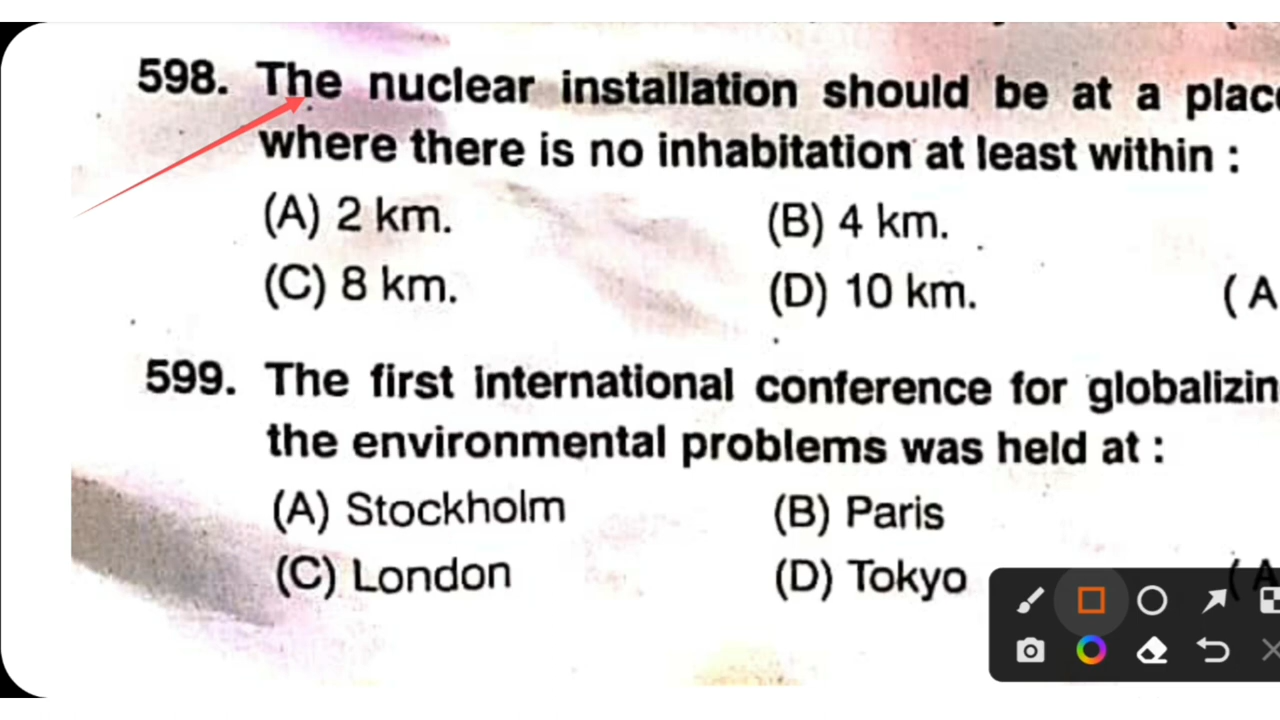 598. The nuclear installation should be at a place
where there is no inhabitation at least within :
(A) 2 km. (B) 4 km.
(C) 8 km. (D) 10 km. ( A
599. The first international conference for globalizin
the environmental problems was held at :
(A) Stockholm (B) Paris
(C) London (D) Tokyo ( A